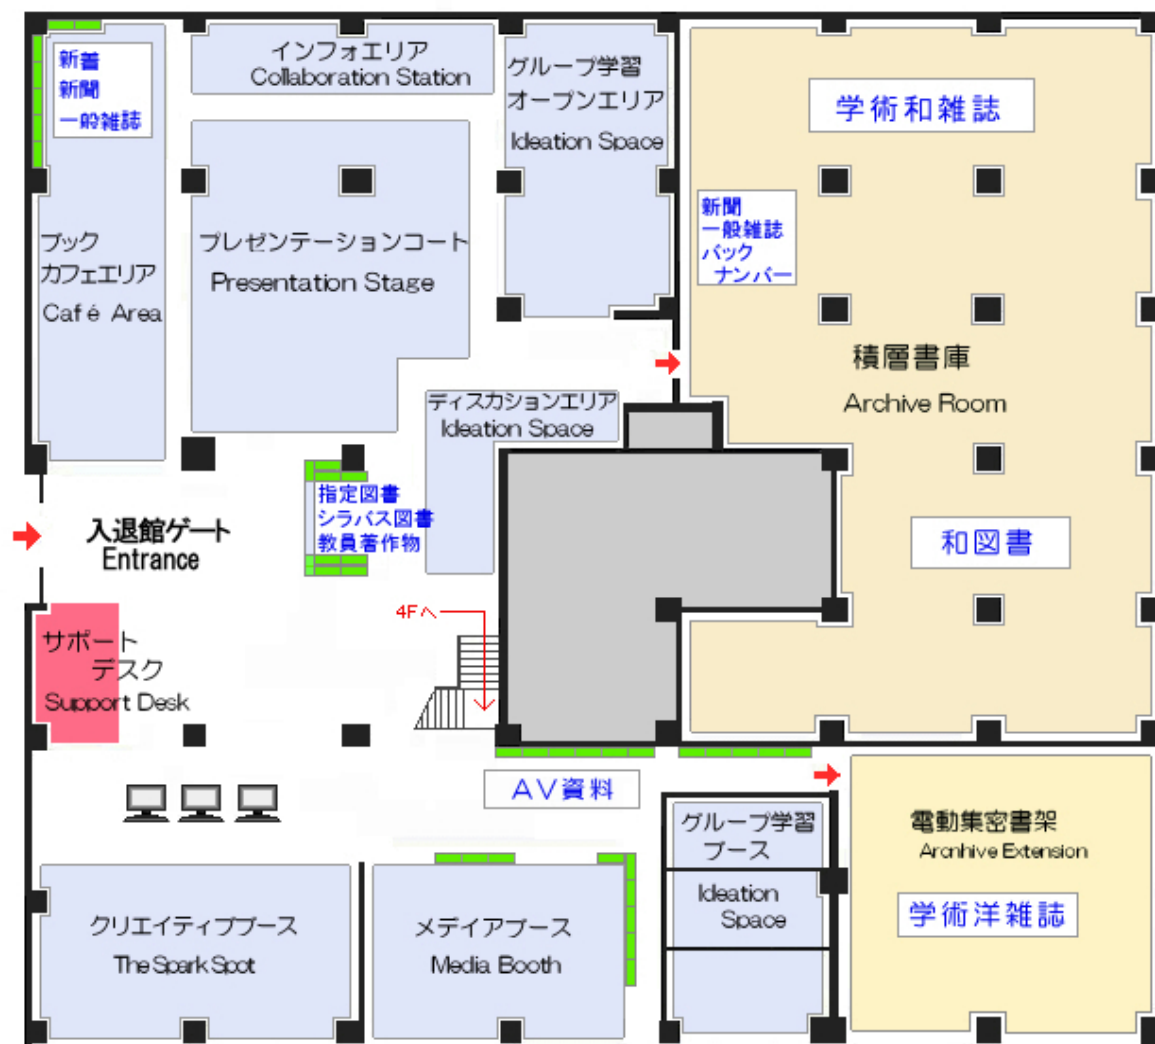 新着
新聞
一般雑誌
インフォエリア
Collaboration Station
グループ学習
オープンエリア
Ideation Space
学術和雑誌
新聞
一般雑誌
バック
ナンバー
ブック
カフェエリア
Café Area
プレゼンテーションコート
Presentation Stage
積層書庫
Archive Room
ディスカションエリア
Ideation Space
指定図書
シラバス図書
教員著作物
入退館ゲート
Entrance
和図書
4Fへ
サポート
デスク
Support Desk
AV資料
グループ学習
ブース
Ideation
Space
電動集密書架
Aranhive Extension
学術洋雑誌
クリエイティブブース
The Spark Spot
メデイアブース
Media Booth